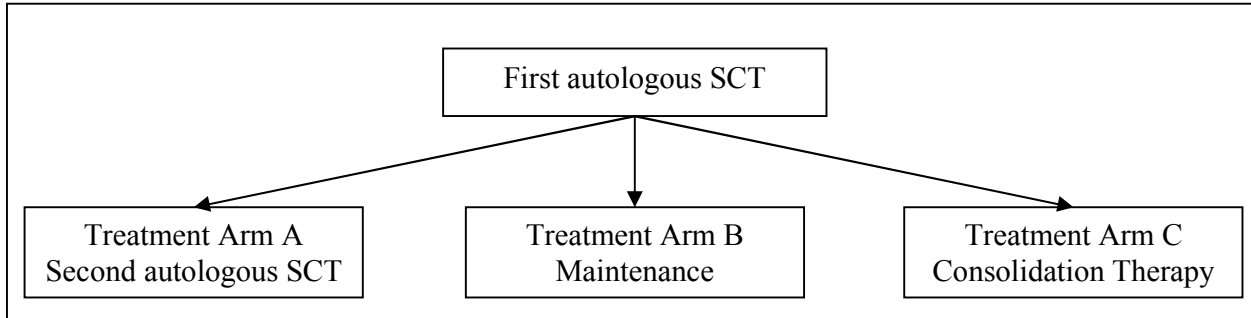 First autologous SCT
Treatment Arm A
Second autologous SCT
Treatment Arm B
Maintenance
Treatment Arm C
Consolidation Therapy